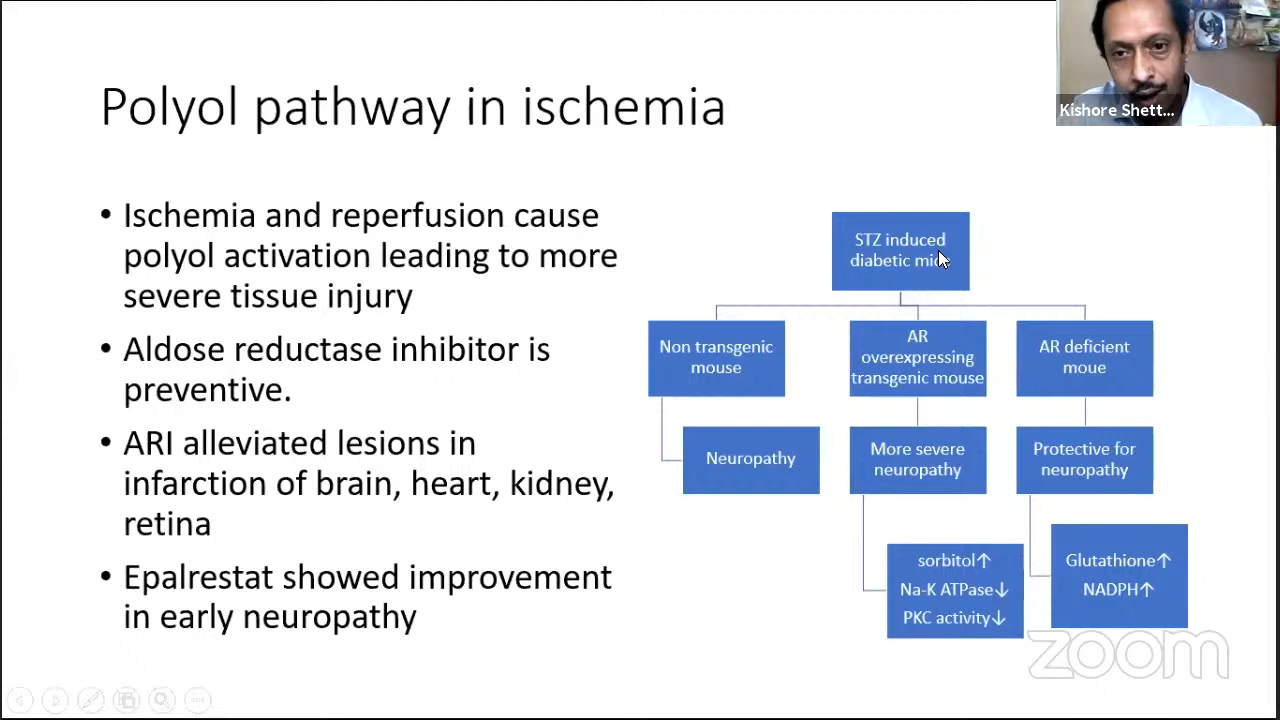 Polyol pathway in ischemia
Kishore Shett...
• Ischemia and reperfusion cause
polyol activation leading to more
severe tissue injury
• Aldose reductase inhibitor is
preventive.
• ARI alleviated lesions in
infarction of brain, heart, kidney,
retina
• Epalrestat showed improvement
in early neuropathy
STZ induced
diabetic mi
Non transgenic
mouse
AR
overexpressing
transgenic mouse
AR deficient
moue
Neuropathy
More severe
neuropathy
Protective for
neuropathy
sorbitol↑
Na-K ATPase↓
PKC activity↓
Glutathione↑
NADPH↑
zoom